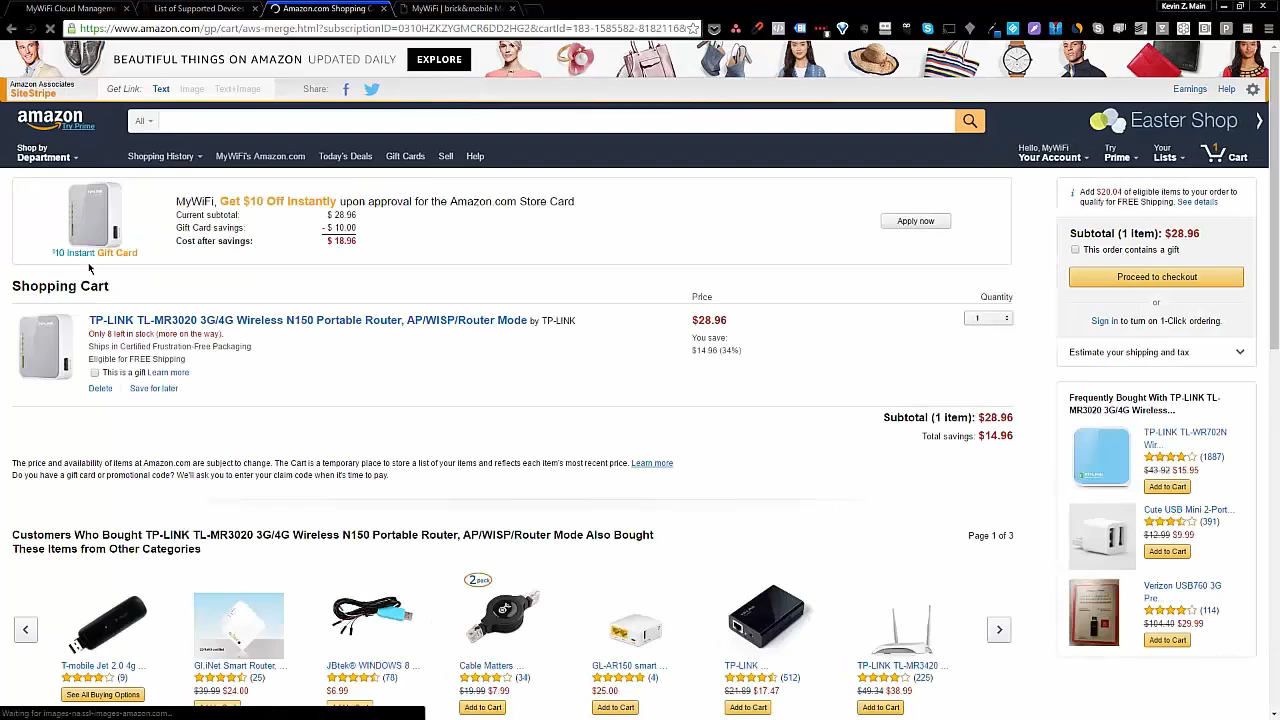 MyWiFi Cloud Managem
List of Supported Devices
Amazon.com Shopping C
MyWiFi | brick&mobile M
Kevin Z. Main
https://www.amazon.com/gp/cart/aws-merge.html?subscriptionID=0310HZKZYGMCR6DD2HG2&cartId=183-1585582-8182116&
BEAUTIFUL THINGS ON AMAZON UPDATED DAILY EXPLORE
Amazon Associates
SiteStripe
Get Link: Text Image Text+Image Share:
Earnings Help
amazon
Try Prime
All
Easter Shop
Shop by
Department
Shopping History MyWiFi's Amazon.com Today's Deals Gift Cards Sell Help
Hello, MyWiFi
Your Account
Try
Prime
Your
Lists
1
Cart
MyWiFi, Get $10 Off Instantly upon approval for the Amazon.com Store Card
Current subtotal: $ 28.96
Gift Card savings: - $ 10.00
Cost after savings: $ 18.96
$10 Instant Gift Card
Apply now
Add $20.04 of eligible items to your order to
qualify for FREE Shipping. See details
Subtotal (1 item): $28.96
This order contains a gift
Proceed to checkout
or
Sign in to turn on 1-Click ordering.
Estimate your shipping and tax
Shopping Cart
Price Quantity
TP-LINK TL-MR3020 3G/4G Wireless N150 Portable Router, AP/WISP/Router Mode by TP-LINK
$28.96
1
Only 8 left in stock (more on the way).
You save:
Ships in Certified Frustration-Free Packaging
$14.96 (34%)
Eligible for FREE Shipping
This is a gift Learn more
Delete Save for later
Subtotal (1 item): $28.96
Total savings: $14.96
The price and availability of items at Amazon.com are subject to change. The Cart is a temporary place to store a list of your items and reflects each item's most recent price. Learn more
Do you have a gift card or promotional code? We'll ask you to enter your claim code when it's time to pay.
Frequently Bought With TP-LINK TL-
MR3020 3G/4G Wireless...
TP-LINK TL-WR702N
Wir...
(1887)
$43.92 $15.95
Add to Cart
Cute USB Mini 2-Port...
(391)
$12.99 $9.99
Add to Cart
Verizon USB760 3G
Pre...
(114)
$104.40 $29.99
Add to Cart
Customers Who Bought TP-LINK TL-MR3020 3G/4G Wireless N150 Portable Router, AP/WISP/Router Mode Also Bought
These Items from Other Categories
Page 1 of 3
2 pack
T-mobile Jet 2.0 4g ...
(9)
See All Buying Options
GL.iNet Smart Router, ...
(25)
$39.99 $24.00
JBtek® WINDOWS 8 ...
(78)
$6.99
Cable Matters ...
(34)
$19.99 $7.99
Add to Cart
GL-AR150 smart ...
(4)
$25.00
Add to Cart
TP-LINK ...
(512)
$21.89 $17.47
Add to Cart
TP-LINK TL-MR3420 ...
(225)
$49.34 $38.99
Add to Cart
Waiting for images-na.ssl-images-amazon.com...